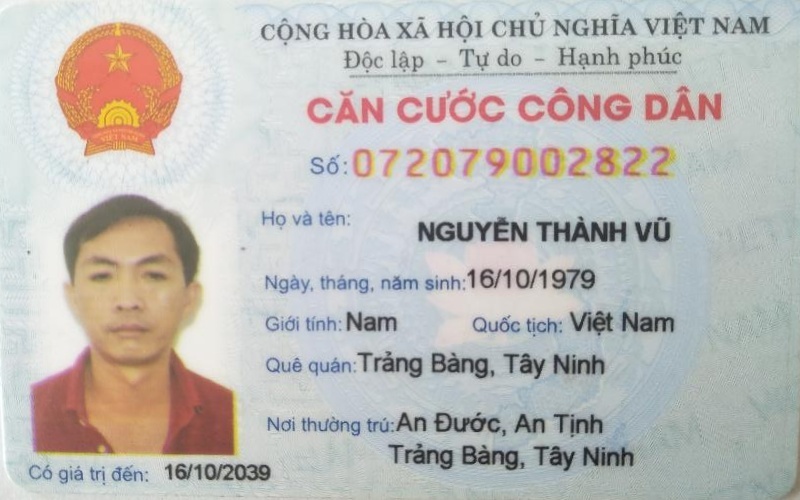 CỘNG HÒA XÃ HỘI CHỦ NGHĨA VIỆT NAM
Độc lập - Tự do - Hạnh phúc
CĂN CƯỚC CÔNG DÂN
Số: 072079002822
Họ và tên: NGUYỄN THÀNH VŨ
Ngày, tháng, năm sinh: 16/10/1979
Giới tính: Nam Quốc tịch: Việt Nam
Quê quán: Trảng Bàng, Tây Ninh
Nơi thường trú: An Đước, An Tịnh
Trảng Bàng, Tây Ninh
Có giá trị đến: 16/10/2039